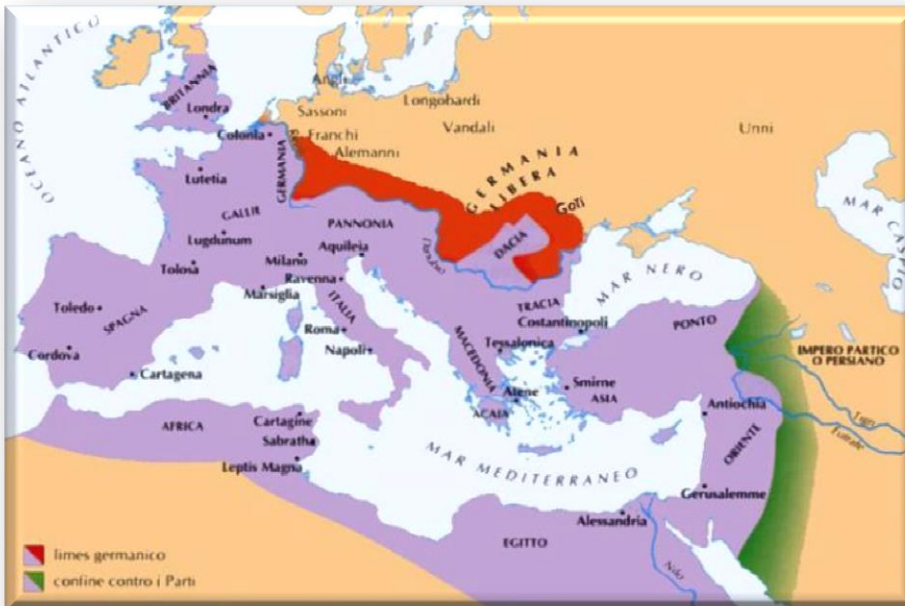 OCEANO ATLANTICO
BRITANNIA
Londra
Angli
Sassoni
Longobardi
Vandali
Unni
Colonia
Franchi
Alemanni
GERMANIA
GERMANIA
LIBERA
Goti
Lutetia
GALLIE
Lugdunum
Tolosa
PANNONIA
Aquileia
Milano
Ravenna
Marsiglia
ITALIA
Roma
Napoli
Danubio
DACIA
MAR NERO
MAR CASPIO
TRACIA
Costantinopoli
PONTO
Tessalonica
MACEDONIA
IMPERO PARTICO
O PERSIANO
Toledo
SPAGNA
Cordova
Cartagena
Smirne
ASIA
Atene
ACAIA
Antiochia
Tigri
Eufrate
ORIENTE
AFRICA
Cartagine
Sabratha
Leptis Magna
MAR MEDITERRANEO
Gerusalemme
Alessandria
EGITTO
Nilo
limes germanico
confine contro i Parti